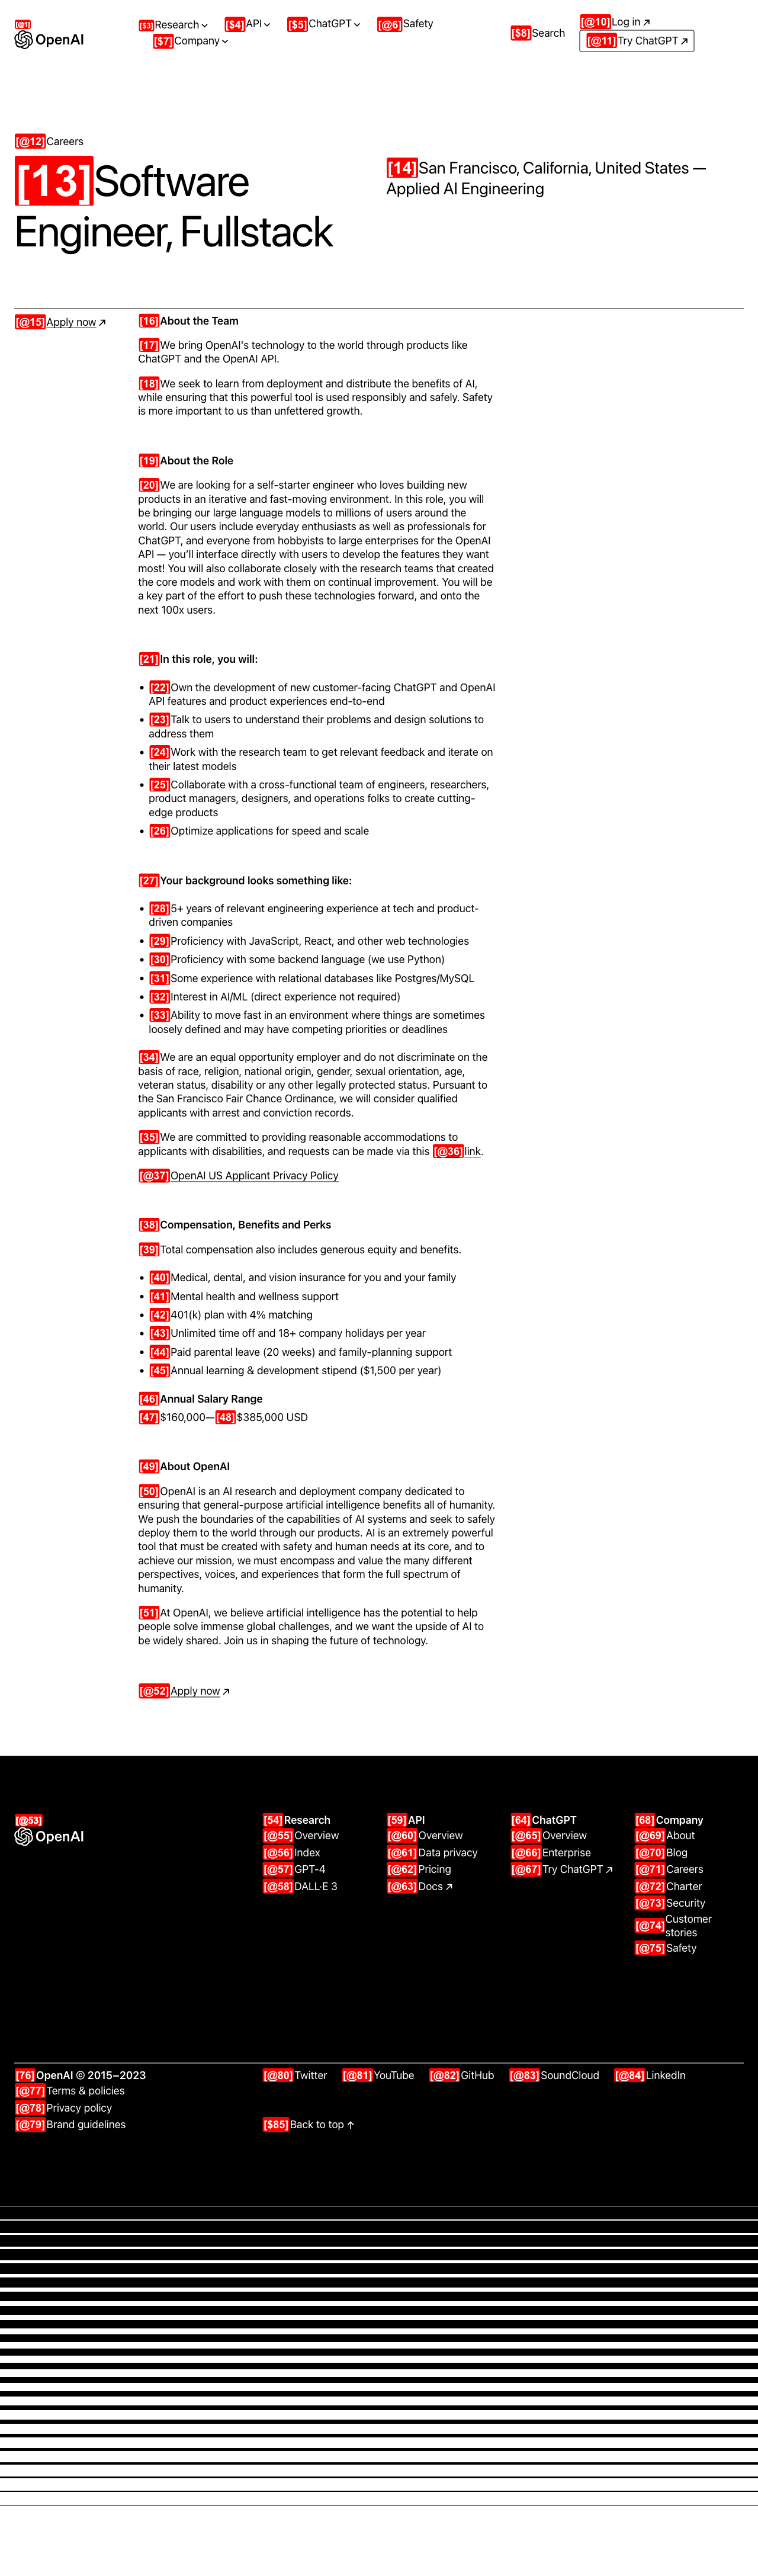 [@1]
OpenAI
[$3]Research [$4]API [$5]ChatGPT [@6]Safety
[$7]Company
[$8]Search
[@10]Log in ↗
[@11]Try ChatGPT ↗
[@12]Careers
[13]Software
Engineer, Fullstack
[14]San Francisco, California, United States —
Applied AI Engineering
[@15]Apply now ↗
[16]About the Team
[17]We bring OpenAI's technology to the world through products like
ChatGPT and the OpenAI API.
[18]We seek to learn from deployment and distribute the benefits of AI,
while ensuring that this powerful tool is used responsibly and safely. Safety
is more important to us than unfettered growth.
[19]About the Role
[20]We are looking for a self-starter engineer who loves building new
products in an iterative and fast-moving environment. In this role, you will
be bringing our large language models to millions of users around the
world. Our users include everyday enthusiasts as well as professionals for
ChatGPT, and everyone from hobbyists to large enterprises for the OpenAI
API — you’ll interface directly with users to develop the features they want
most! You will also collaborate closely with the research teams that created
the core models and work with them on continual improvement. You will be
a key part of the effort to push these technologies forward, and onto the
next 100x users.
[21]In this role, you will:
• [22]Own the development of new customer-facing ChatGPT and OpenAI
API features and product experiences end-to-end
• [23]Talk to users to understand their problems and design solutions to
address them
• [24]Work with the research team to get relevant feedback and iterate on
their latest models
• [25]Collaborate with a cross-functional team of engineers, researchers,
product managers, designers, and operations folks to create cutting-
edge products
• [26]Optimize applications for speed and scale
[27]Your background looks something like:
• [28]5+ years of relevant engineering experience at tech and product-
driven companies
• [29]Proficiency with JavaScript, React, and other web technologies
• [30]Proficiency with some backend language (we use Python)
• [31]Some experience with relational databases like Postgres/MySQL
• [32]Interest in AI/ML (direct experience not required)
• [33]Ability to move fast in an environment where things are sometimes
loosely defined and may have competing priorities or deadlines
[34]We are an equal opportunity employer and do not discriminate on the
basis of race, religion, national origin, gender, sexual orientation, age,
veteran status, disability or any other legally protected status. Pursuant to
the San Francisco Fair Chance Ordinance, we will consider qualified
applicants with arrest and conviction records.
[35]We are committed to providing reasonable accommodations to
applicants with disabilities, and requests can be made via this [@36]link.
[@37]OpenAI US Applicant Privacy Policy
[38]Compensation, Benefits and Perks
[39]Total compensation also includes generous equity and benefits.
• [40]Medical, dental, and vision insurance for you and your family
• [41]Mental health and wellness support
• [42]401(k) plan with 4% matching
• [43]Unlimited time off and 18+ company holidays per year
• [44]Paid parental leave (20 weeks) and family-planning support
• [45]Annual learning & development stipend ($1,500 per year)
[46]Annual Salary Range
[47]$160,000—[48]$385,000 USD
[49]About OpenAI
[50]OpenAI is an AI research and deployment company dedicated to
ensuring that general-purpose artificial intelligence benefits all of humanity.
We push the boundaries of the capabilities of AI systems and seek to safely
deploy them to the world through our products. AI is an extremely powerful
tool that must be created with safety and human needs at its core, and to
achieve our mission, we must encompass and value the many different
perspectives, voices, and experiences that form the full spectrum of
humanity.
[51]At OpenAI, we believe artificial intelligence has the potential to help
people solve immense global challenges, and we want the upside of AI to
be widely shared. Join us in shaping the future of technology.
[@52]Apply now ↗
[@53]
OpenAI
[54]Research
[@55]Overview
[@56]Index
[@57]GPT-4
[@58]DALL·E 3
[59]API
[@60]Overview
[@61]Data privacy
[@62]Pricing
[@63]Docs ↗
[64]ChatGPT
[@65]Overview
[@66]Enterprise
[@67]Try ChatGPT ↗
[68]Company
[@69]About
[@70]Blog
[@71]Careers
[@72]Charter
[@73]Security
[@74]Customer
stories
[@75]Safety
[76]OpenAI © 2015–2023
[@77]Terms & policies
[@78]Privacy policy
[@79]Brand guidelines
[@80]Twitter [@81]YouTube [@82]GitHub [@83]SoundCloud [@84]LinkedIn
[$85]Back to top ↑